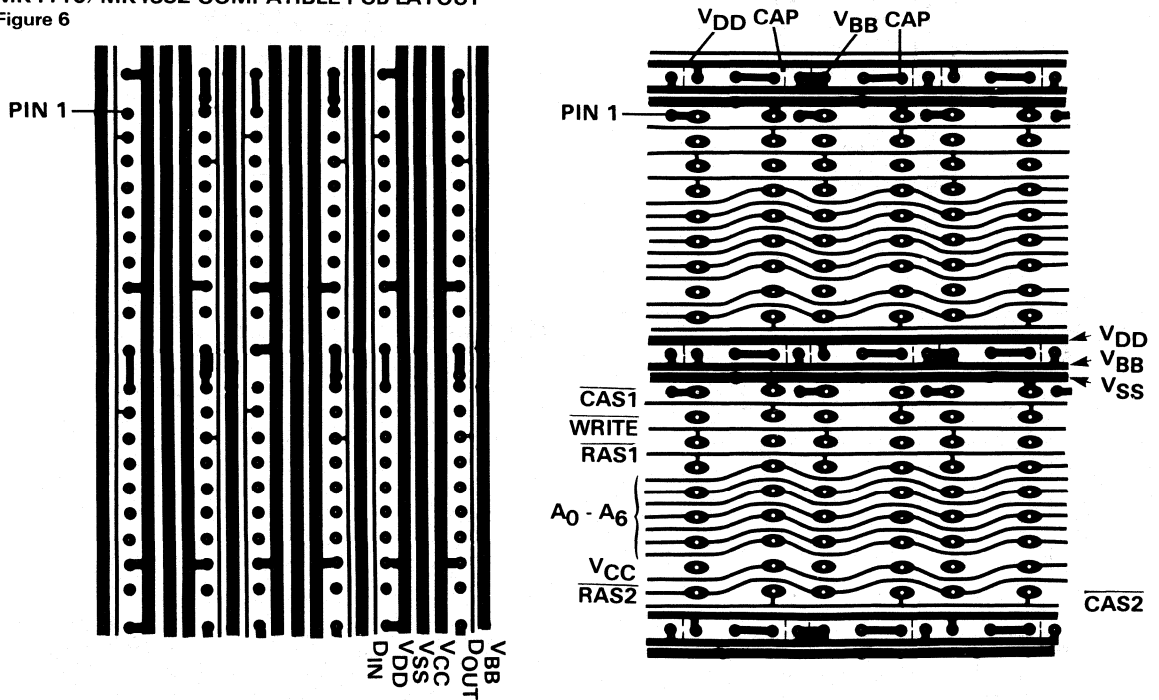 Figure 6
PIN 1
DIN
VDD
VSS
VCC
DOUT
VBB
VDD CAP
VBB CAP
PIN 1
VDD
VBB
VSS
CAS1
WRITE
RAS1
A0 - A6
VCC
RAS2
CAS2